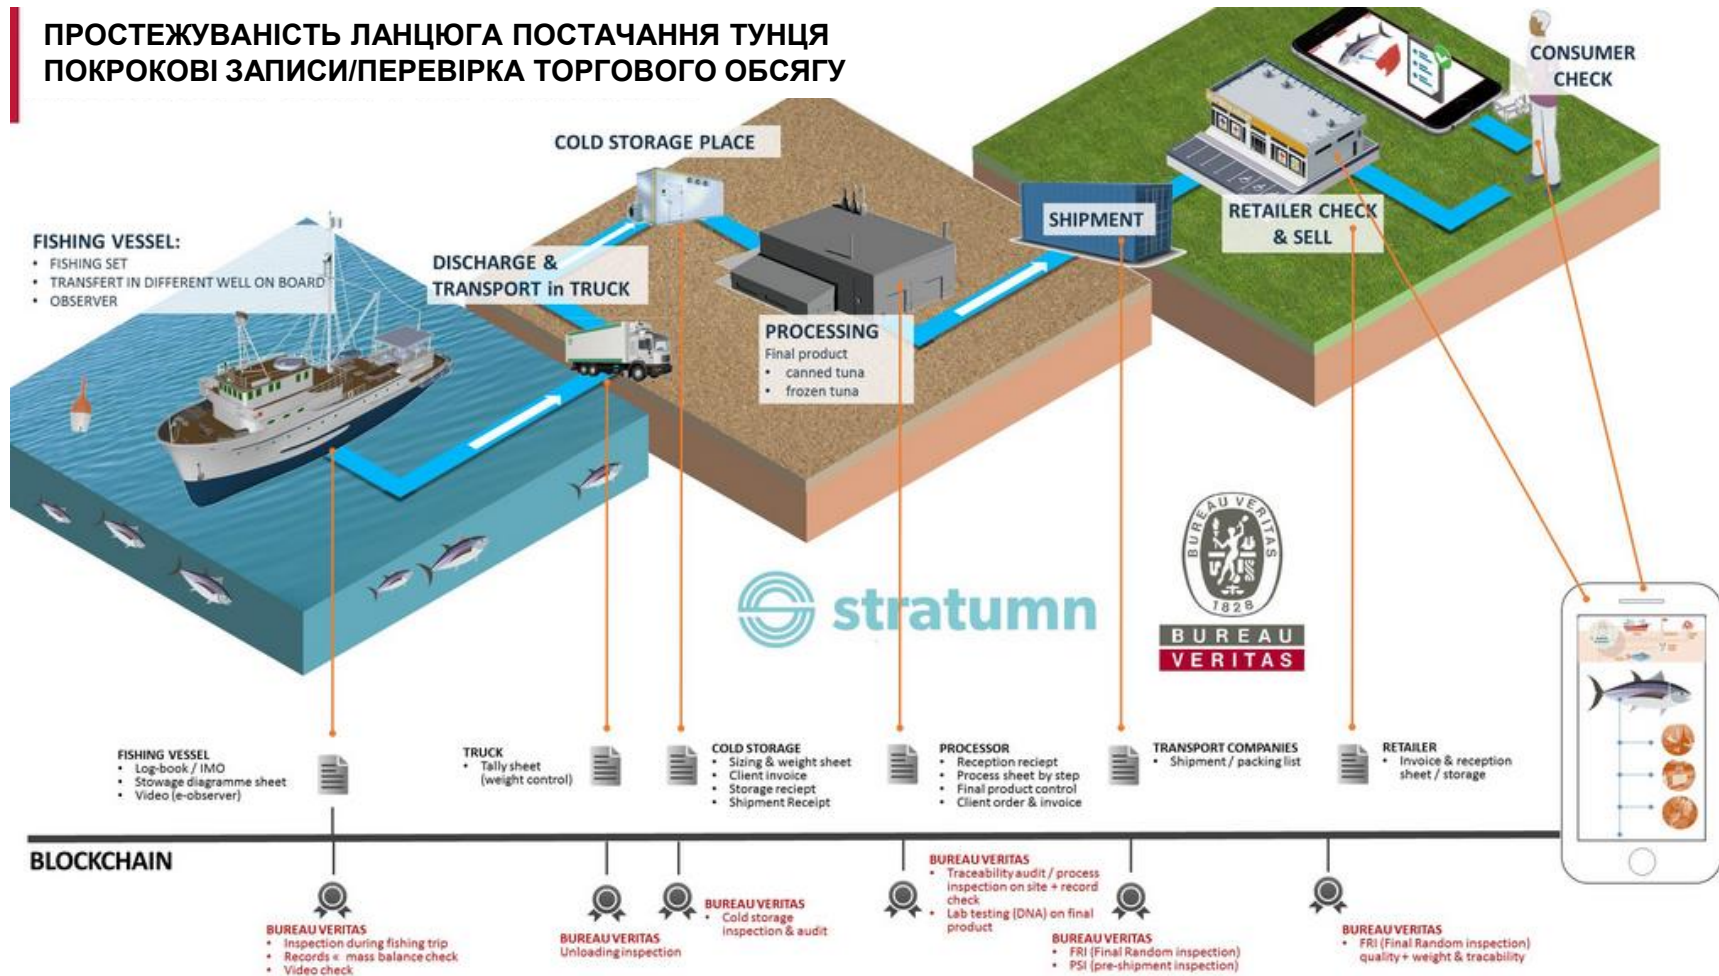 ПРОСТЕЖУВАНІСТЬ ЛАНЦЮГА ПОСТАЧАННЯ ТУНЦЯ
ПОКРОКОВІ ЗАПИСИ/ПЕРЕВІРКА ТОРГОВОГО ОБСЯГУ
CONSUMER
CHECK
COLD STORAGE PLACE
SHIPMENT
RETAILER CHECK
& SELL
FISHING VESSEL:
• FISHING SET
• TRANSFERT IN DIFFERENT WELL ON BOARD
• OBSERVER
DISCHARGE &
TRANSPORT in TRUCK
PROCESSING
Final product
• canned tuna
• frozen tuna
stratumn
BUREAU VERITAS
1828
BUREAU
VERITAS
FISHING VESSEL
• Log-book / IMO
• Stowage diagramme sheet
• Video (e-observer)
TRUCK
• Tally sheet
(weight control)
COLD STORAGE
• Sizing & weight sheet
• Client invoice
• Storage reciept
• Shipment Receipt
PROCESSOR
• Reception reciept
• Process sheet by step
• Final product control
• Client order & invoice
TRANSPORT COMPANIES
• Shipment / packing list
RETAILER
• Invoice & reception
sheet / storage
BLOCKCHAIN
BUREAU VERITAS
• Inspection during fishing trip
• Records « mass balance check
• Video check
BUREAU VERITAS
Unloading inspection
BUREAU VERITAS
• Cold storage
inspection & audit
BUREAU VERITAS
• Traceability audit / process
inspection on site + record
check
• Lab testing (DNA) on final
product
BUREAU VERITAS
• FRI (Final Random inspection)
• PSI (pre-shipment inspection)
BUREAU VERITAS
• FRI (Final Random inspection)
quality + weight & tracability